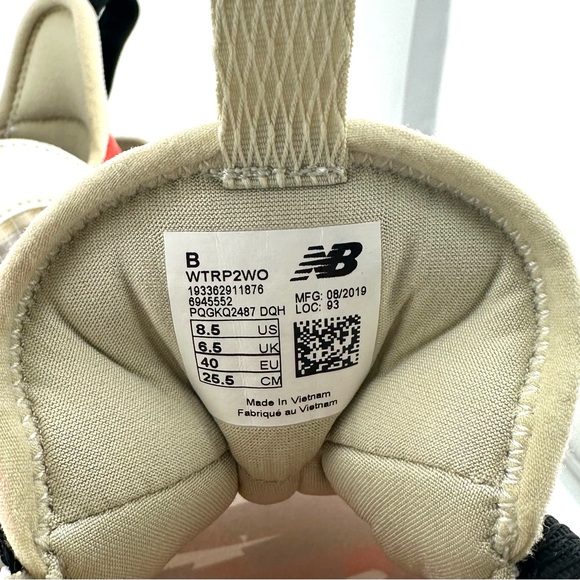 B
WTRP2WO
NB
193362911876
6945552
PQGKQ2487 DQH
MFG: 08/2019
LOC: 93
8.5 US
6.5 UK
40 EU
25.5 CM
Made In Vietnam
Fabriqué au Vietnam